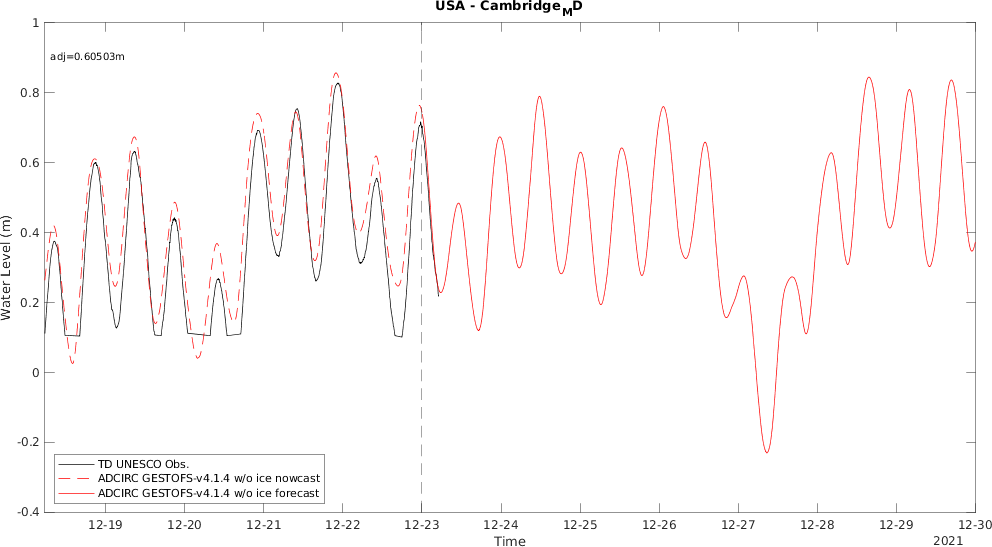 USA - Cambridge_MD
adj=0.60503m
1
0.8
0.6
0.4
0.2
0
-0.2
-0.4
Water Level (m)
TD UNESCO Obs.
ADCIRC GESTOFS-v4.1.4 w/o ice nowcast
ADCIRC GESTOFS-v4.1.4 w/o ice forecast
12-19 12-20 12-21 12-22 12-23 12-24 12-25 12-26 12-27 12-28 12-29 12-30
Time
2021